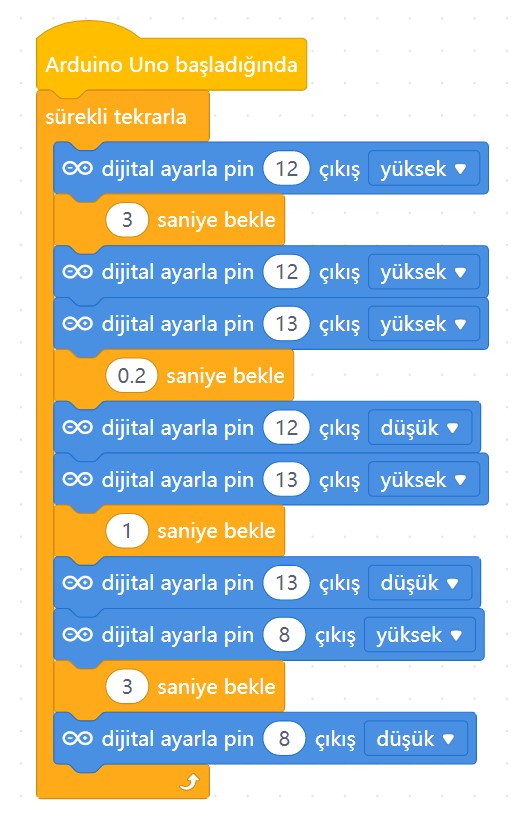 Arduino Uno başladığında
sürekli tekrarla
dijital ayarla pin 12 çıkış yüksek
3 saniye bekle
dijital ayarla pin 12 çıkış yüksek
dijital ayarla pin 13 çıkış yüksek
0.2 saniye bekle
dijital ayarla pin 12 çıkış düşük
dijital ayarla pin 13 çıkış yüksek
1 saniye bekle
dijital ayarla pin 13 çıkış düşük
dijital ayarla pin 8 çıkış yüksek
3 saniye bekle
dijital ayarla pin 8 çıkış düşük